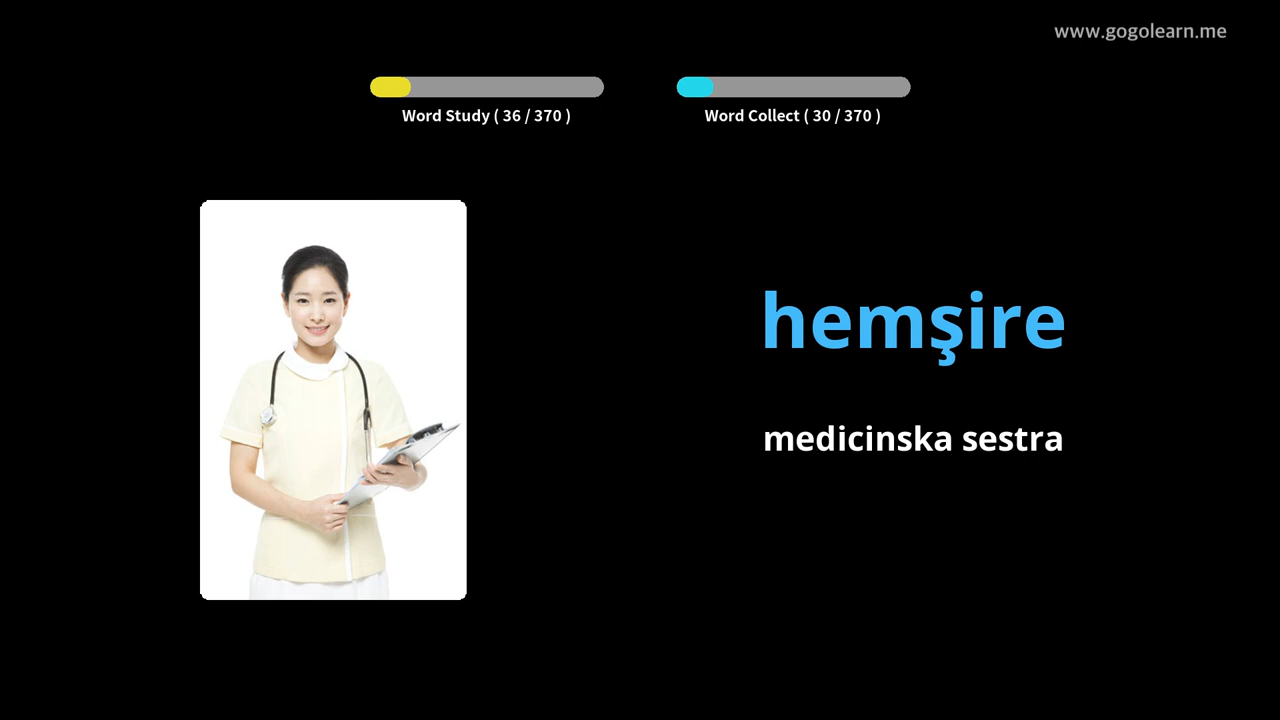 www.gogolearn.me
Word Study ( 36 / 370 )
Word Collect ( 30 / 370 )
hemşire
medicinska sestra